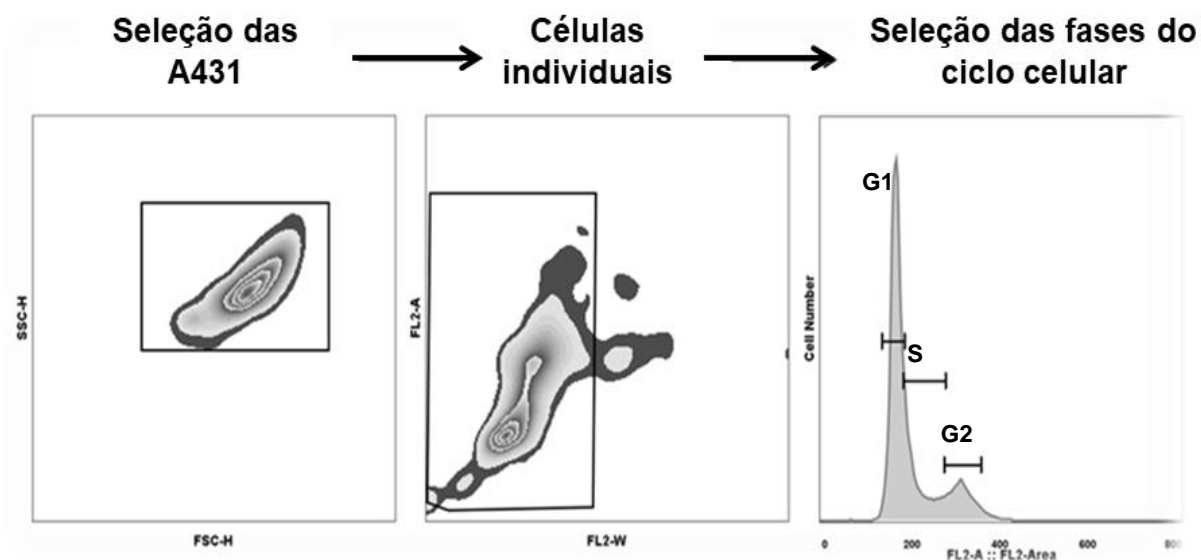 Seleção das
A431
Células
individuais
Seleção das fases do
ciclo celular
SSC-H
FSC-H
FL2-A
FL2-W
Cell Number
G1
S
G2
0 200 400 600 800
FL2-A :: FL2-Area